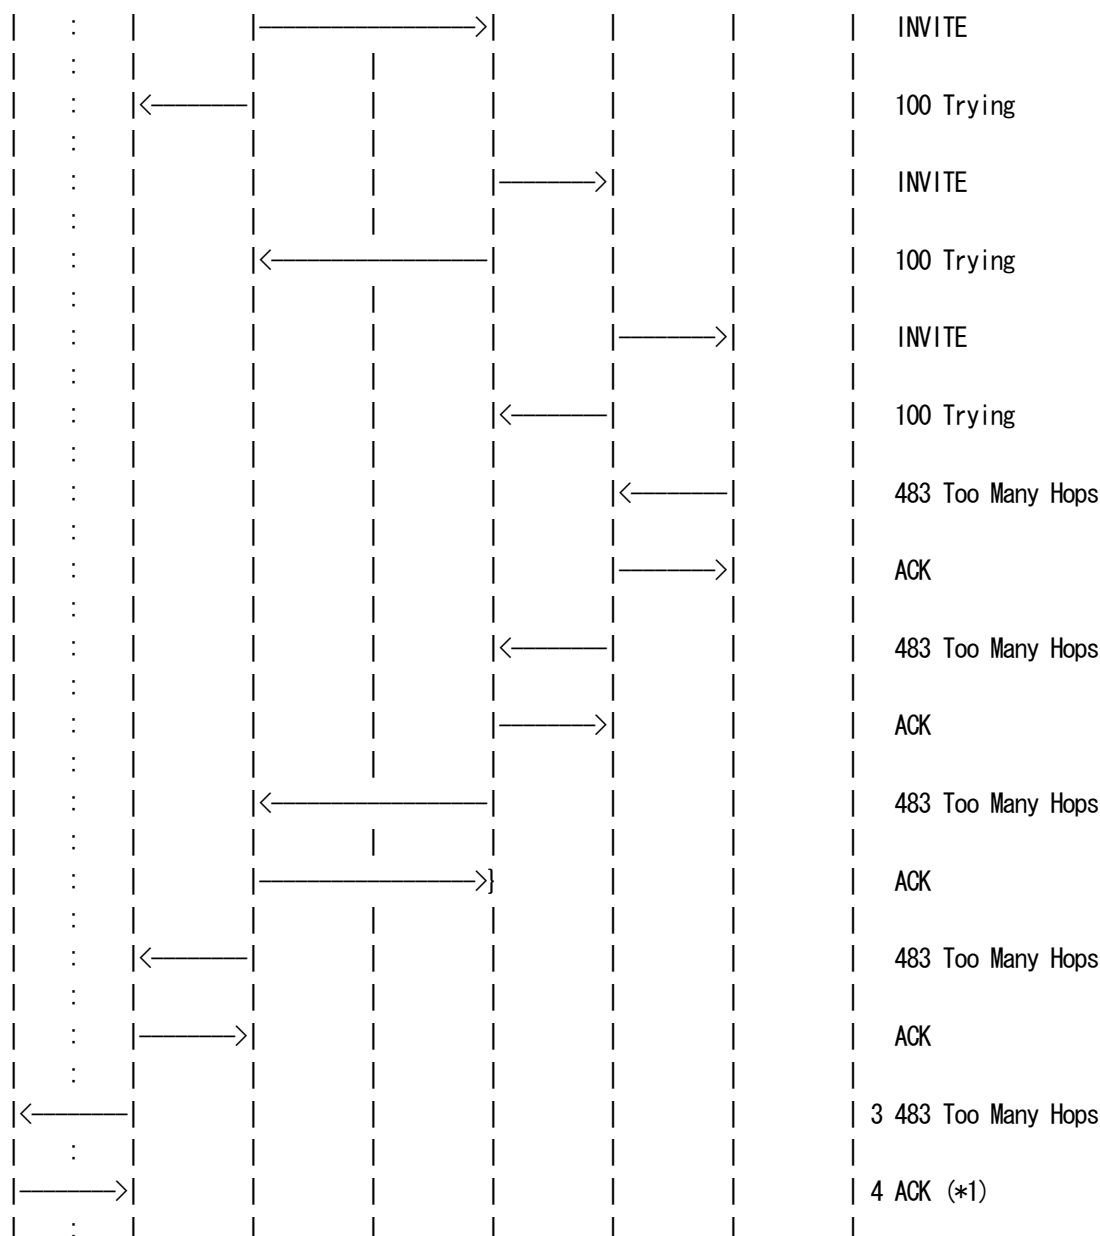 |    :    |         |------------------>|         |         |         |   INVITE
|    :    |         |         |         |         |         |         |
|    :    |<--------|         |         |         |         |         |   100 Trying
|    :    |         |         |         |         |         |         |
|    :    |         |         |         |-------->|         |         |   INVITE
|    :    |         |         |         |         |         |         |
|    :    |         |<------------------|         |         |         |   100 Trying
|    :    |         |         |         |         |         |         |
|    :    |         |         |         |         |-------->|         |   INVITE
|    :    |         |         |         |         |         |         |
|    :    |         |         |         |<--------|         |         |   100 Trying
|    :    |         |         |         |         |         |         |
|    :    |         |         |         |         |<--------|         |   483 Too Many Hops
|    :    |         |         |         |         |         |         |
|    :    |         |         |         |         |-------->|         |   ACK
|    :    |         |         |         |         |         |         |
|    :    |         |         |         |<--------|         |         |   483 Too Many Hops
|    :    |         |         |         |         |         |         |
|    :    |         |         |         |-------->|         |         |   ACK
|    :    |         |         |         |         |         |         |
|    :    |         |<------------------|         |         |         |   483 Too Many Hops
|    :    |         |         |         |         |         |         |
|    :    |         |------------------>}         |         |         |   ACK
|    :    |         |         |         |         |         |         |
|    :    |<--------|         |         |         |         |         |   483 Too Many Hops
|    :    |         |         |         |         |         |         |
|    :    |-------->|         |         |         |         |         |   ACK
|    :    |         |         |         |         |         |         |
|<--------|         |         |         |         |         |         | 3 483 Too Many Hops
|    :    |         |         |         |         |         |         |
|-------->|         |         |         |         |         |         | 4 ACK (*1)
|    :    |         |         |         |         |         |         |